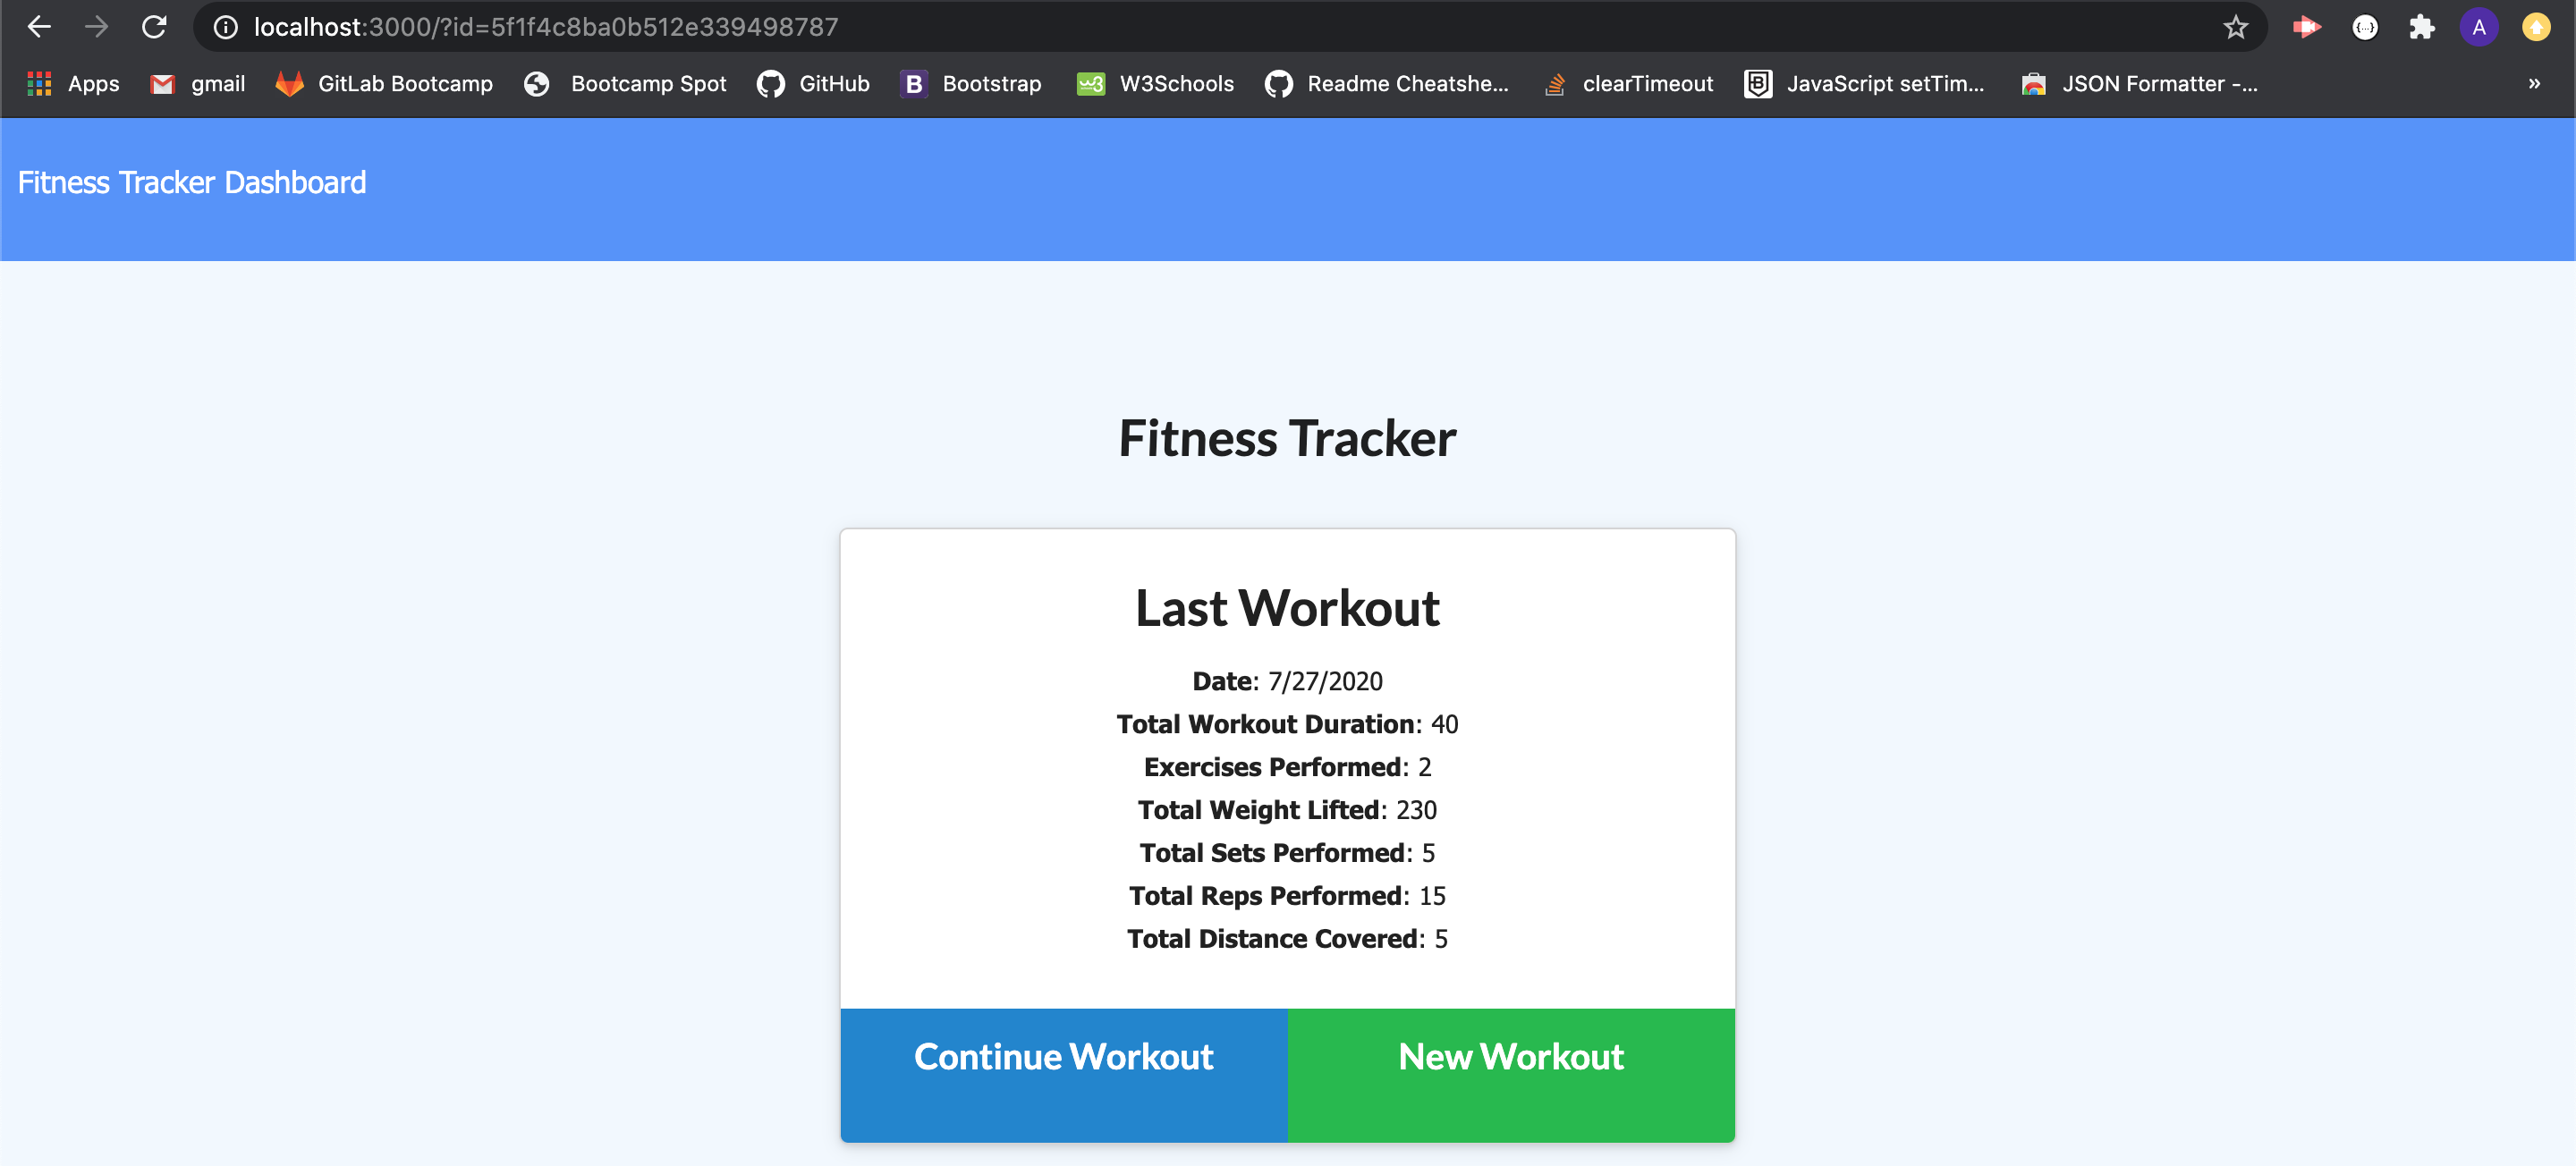 localhost:3000/?id=5f1f4c8ba0b512e339498787
A
Apps gmail GitLab Bootcamp Bootcamp Spot GitHub B Bootstrap w3 W3Schools Readme Cheatshe... clearTimeout B JavaScript setTim... JSON Formatter -... »
Fitness Tracker Dashboard
Fitness Tracker
Last Workout
Date: 7/27/2020
Total Workout Duration: 40
Exercises Performed: 2
Total Weight Lifted: 230
Total Sets Performed: 5
Total Reps Performed: 15
Total Distance Covered: 5
Continue Workout New Workout